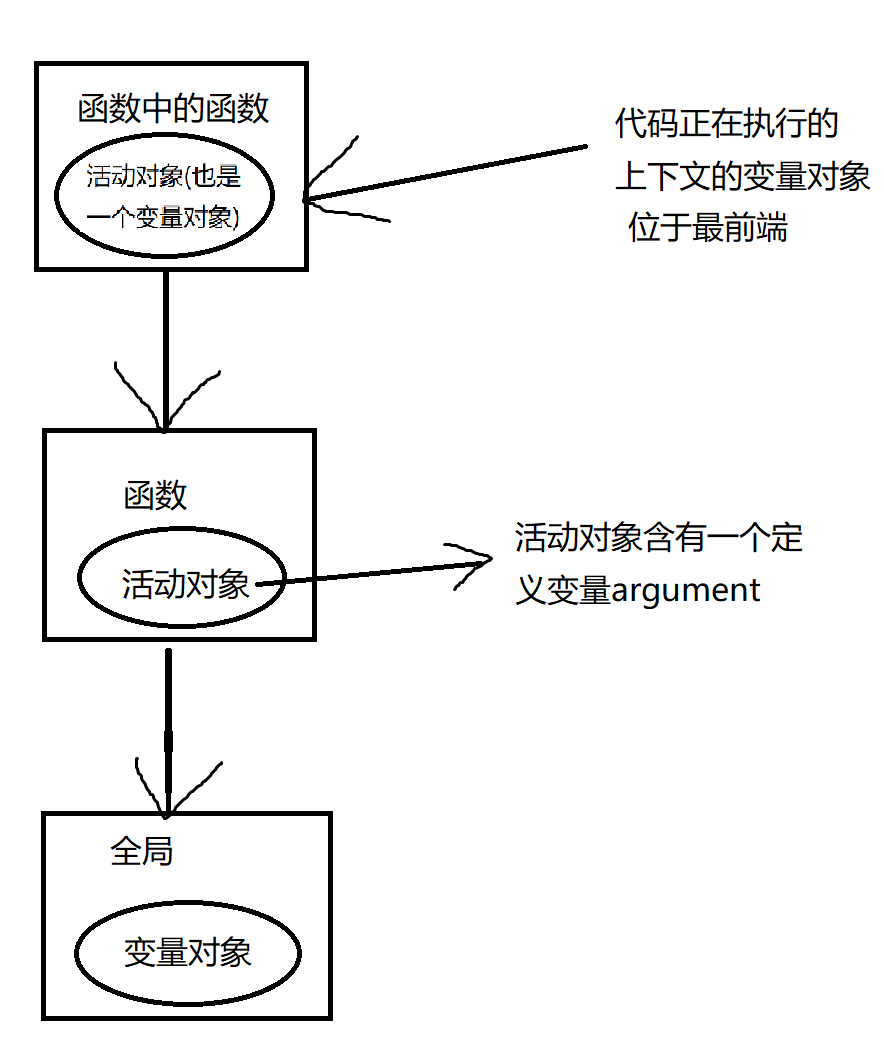 函数中的函数
活动对象(也是
一个变量对象)
代码正在执行的
上下文的变量对象
位于最前端
函数
活动对象
活动对象含有一个定
义变量argument
全局
变量对象